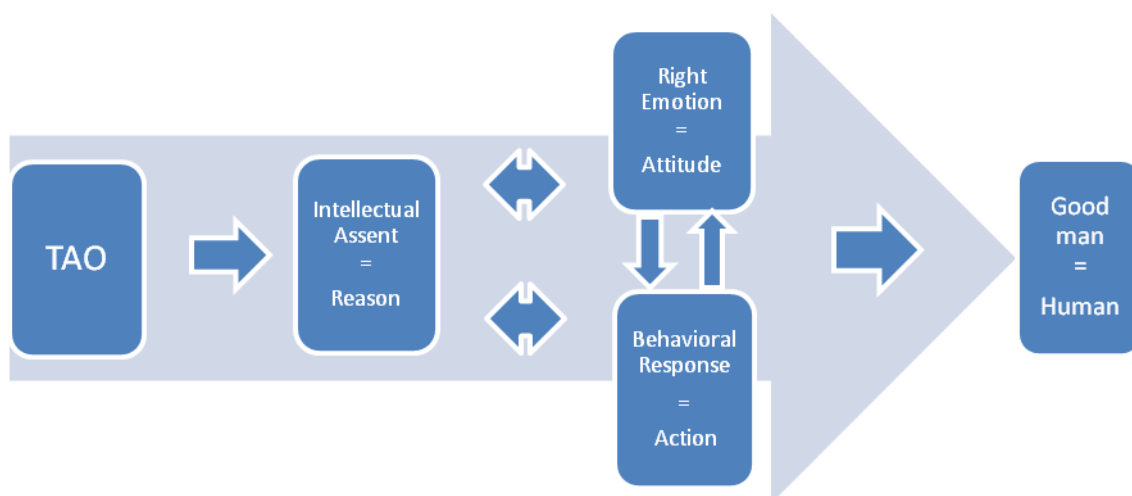 TAO
Intellectual
Assent
=
Reason
Right
Emotion
=
Attitude
Behavioral
Response
=
Action
Good
man
=
Human